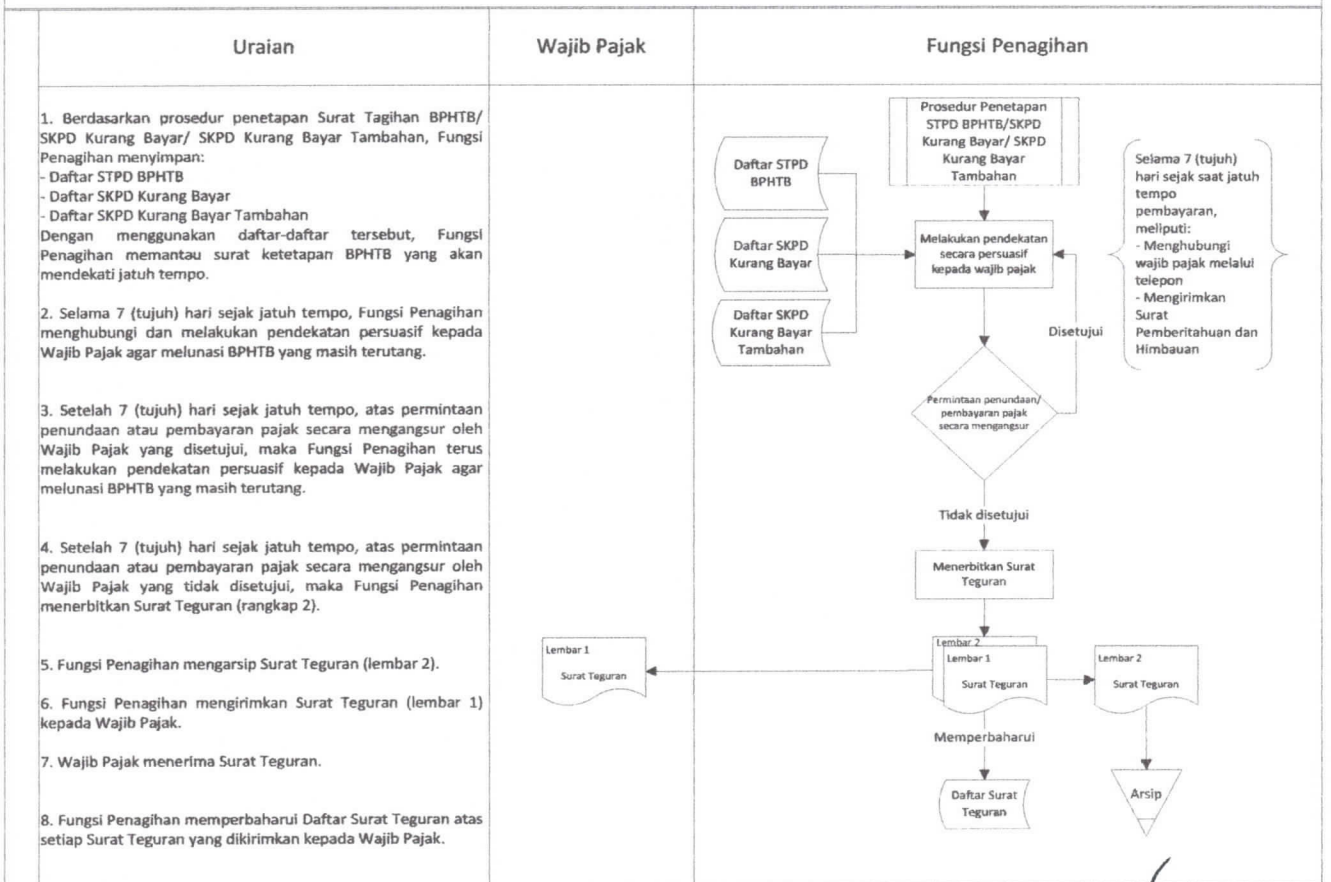 Uraian
Wajib Pajak
Fungsi Penagihan
1. Berdasarkan prosedur penetapan Surat Tagihan BPHTB/
SKPD Kurang Bayar/ SKPD Kurang Bayar Tambahan, Fungsi
Penagihan menyimpan:
- Daftar STPD BPHTB
- Daftar SKPD Kurang Bayar
- Daftar SKPD Kurang Bayar Tambahan
Dengan menggunakan daftar-daftar tersebut, Fungsi
Penagihan memantau surat ketetapan BPHTB yang akan
mendekati jatuh tempo.
2. Selama 7 (tujuh) hari sejak jatuh tempo, Fungsi Penagihan
menghubungi dan melakukan pendekatan persuasif kepada
Wajib Pajak agar melunasi BPHTB yang masih terutang.
3. Setelah 7 (tujuh) hari sejak jatuh tempo, atas permintaan
penundaan atau pembayaran pajak secara mengangsur oleh
Wajib Pajak yang disetujui, maka Fungsi Penagihan terus
melakukan pendekatan persuasif kepada Wajib Pajak agar
melunasi BPHTB yang masih terutang.
4. Setelah 7 (tujuh) hari sejak jatuh tempo, atas permintaan
penundaan atau pembayaran pajak secara mengangsur oleh
Wajib Pajak yang tidak disetujui, maka Fungsi Penagihan
menerbitkan Surat Teguran (rangkap 2).
5. Fungsi Penagihan mengarsip Surat Teguran (lembar 2).
6. Fungsi Penagihan mengirimkan Surat Teguran (lembar 1)
kepada Wajib Pajak.
7. Wajib Pajak menerima Surat Teguran.
8. Fungsi Penagihan memperbaharui Daftar Surat Teguran atas
setiap Surat Teguran yang dikirimkan kepada Wajib Pajak.
Lembar 1
Surat Teguran
Prosedur Penetapan
STPD BPHTB/SKPD
Kurang Bayar/ SKPD
Kurang Bayar
Tambahan
Daftar STPD
BPHTB
Daftar SKPD
Kurang Bayar
Daftar SKPD
Kurang Bayar
Tambahan
Melakukan pendekatan
secara persuasif
kepada wajib pajak
Selama 7 (tujuh)
hari sejak saat jatuh
tempo
pembayaran,
meliputi:
- Menghubungi
wajib pajak melalui
telepon
- Mengirimkan
Surat
Pemberitahuan dan
Himbauan
Disetujui
Permintaan penundaan/
pembayaran pajak
secara mengangsur
Tidak disetujui
Menerbitkan Surat
Teguran
Lembar 2
Lembar 1
Surat Teguran
Lembar 2
Surat Teguran
Memperbaharui
Daftar Surat
Teguran
Arsip